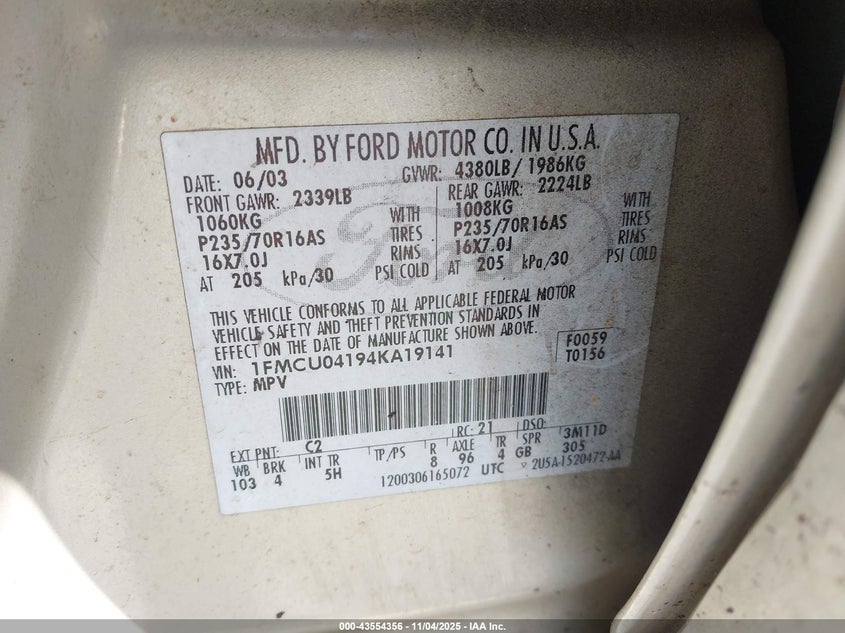 MFD. BY FORD MOTOR CO. IN U.S.A.
DATE: 06/03 GVWR: 4380LB/ 1986KG
FRONT GAWR: 2339LB REAR GAWR: 2224LB
1060KG WITH 1008KG WITH
P235/70R16AS TIRES P235/70R16AS TIRES
16X7.0J RIMS 16X7.0J RIMS
AT 205 kPa/30 PSI COLD AT 205 kPa/30 PSI COLD
THIS VEHICLE CONFORMS TO ALL APPLICABLE FEDERAL MOTOR
VEHICLE SAFETY AND THEFT PREVENTION STANDARDS IN
EFFECT ON THE DATE OF MANUFACTURE SHOWN ABOVE.
VIN: 1FMCU04194KA19141 F0059
TYPE: MPV T0156
EXT PNT: C2 RC: 21 DSO: 3M11D
WB BRK INT TR TP/PS R AXLE TR SPR
103 4 5H 8 96 4 GB 305
1200306165072 UTC 2U5A-1520472-AA
Ford
000-43554356 - 11/04/2025 - IAA Inc.